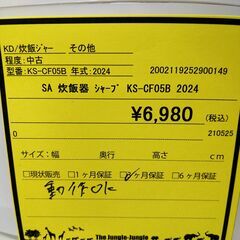 KD/炊飯ジャー その他
程度:中古
型番:KS-CF05B 年式:2024 2002119252900149
SA 炊飯器 ｼｬｰﾌﾟ KS-CF05B 2024
¥6,980 (税込)
0 210525
サイズ:幅 奥行 高さ cm
□現状販売 □1ヶ月保証 □3ヶ月保証 □6ヶ月保証
動作OK
The Jungle-Jungle